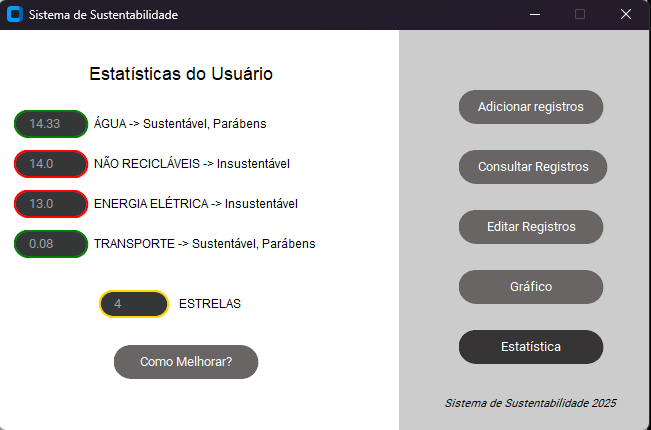 Sistema de Sustentabilidade
Estatísticas do Usuário
14.33 ÁGUA -> Sustentável, Parábens
14.0 NÃO RECICLÁVEIS -> Insustentável
13.0 ENERGIA ELÉTRICA -> Insustentável
0.08 TRANSPORTE -> Sustentável, Parábens
4 ESTRELAS
Como Melhorar?
Adicionar registros
Consultar Registros
Editar Registros
Gráfico
Estatística
Sistema de Sustentabilidade 2025